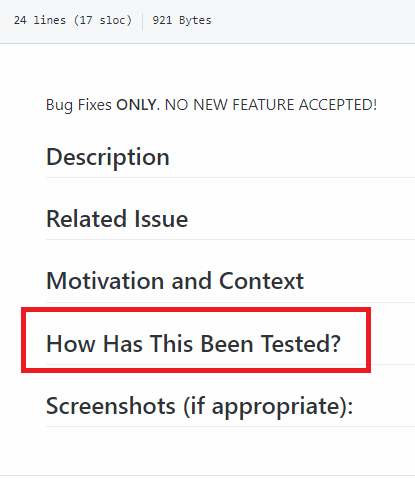 24 lines (17 sloc) 921 Bytes
Bug Fixes ONLY. NO NEW FEATURE ACCEPTED!
Description
Related Issue
Motivation and Context
How Has This Been Tested?
Screenshots (if appropriate):